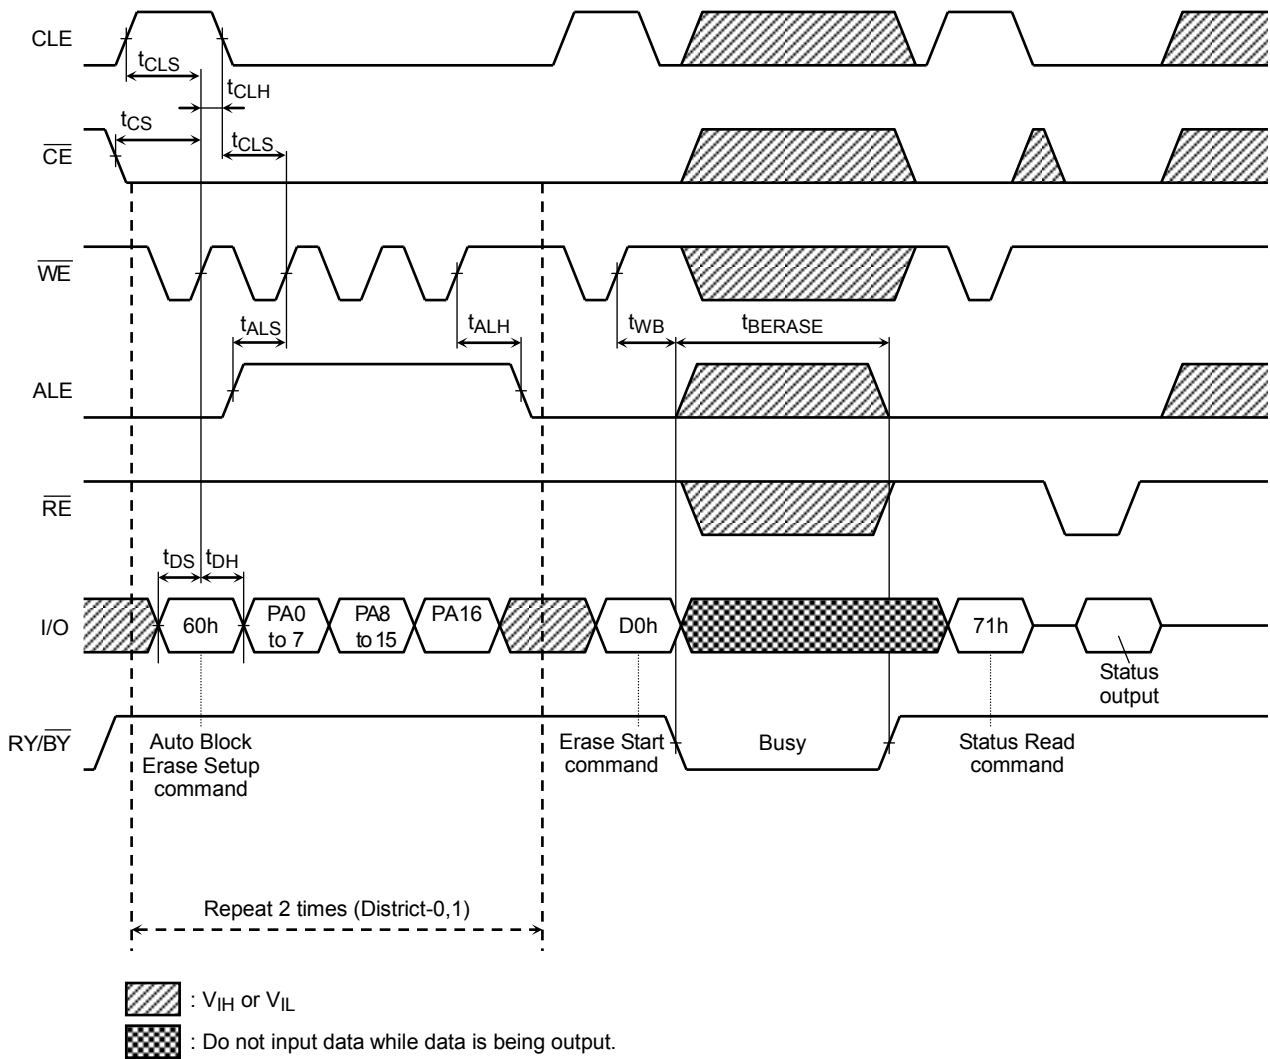 CLE
tCLS
tCLH
tCS
tCLS
CE
WE
tALS
tALH
tWB
tBERASE
ALE
RE
tDS
tDH
I/O
60h
PA0
to 7
PA8
to 15
PA16
D0h
71h
Status
output
RY/BY
Auto Block
Erase Setup
command
Erase Start
command
Busy
Status Read
command
Repeat 2 times (District-0,1)
: VIH or VIL
: Do not input data while data is being output.